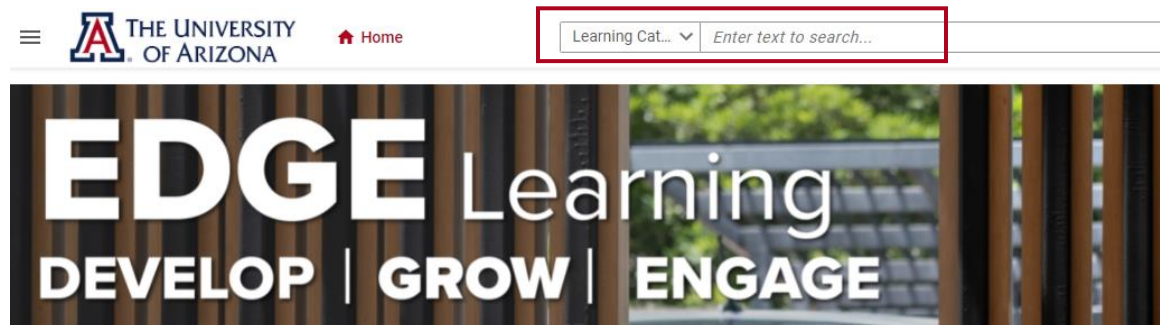 THE UNIVERSITY
OF ARIZONA
Home
Learning Cat...
Enter text to search...
EDGE Learning
DEVELOP | GROW | ENGAGE